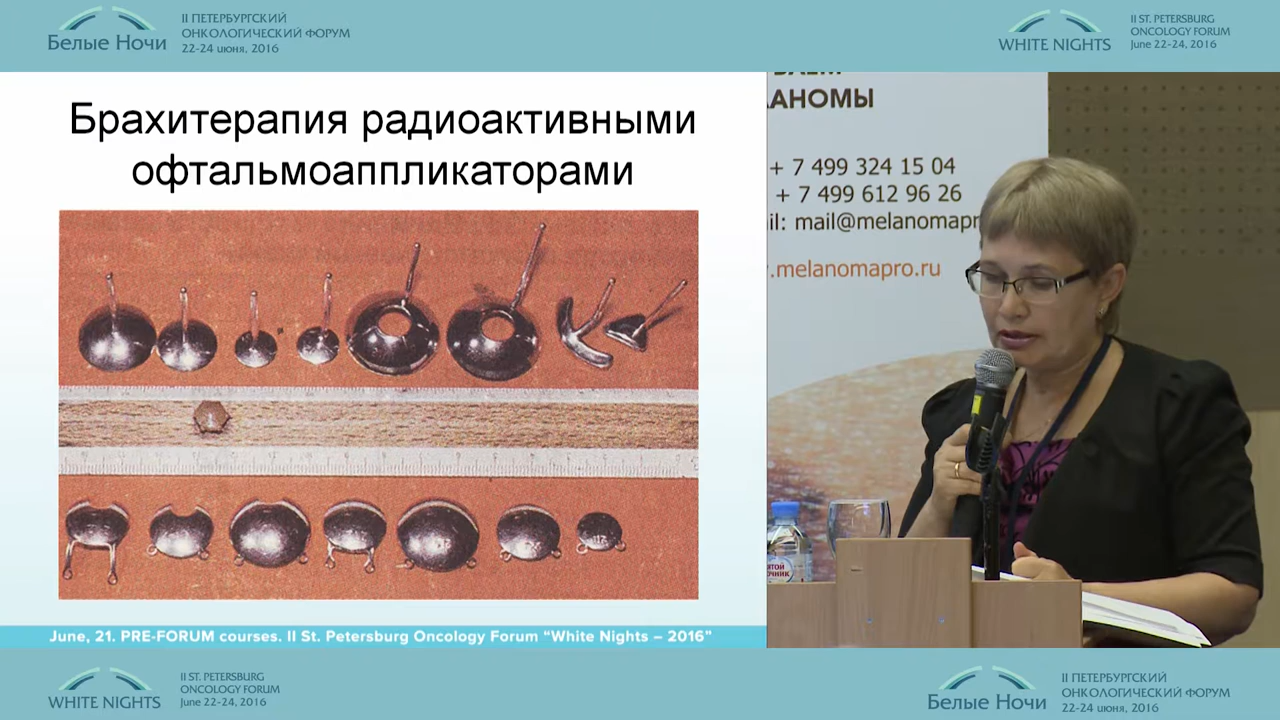 Белые Ночи
II ПЕТЕРБУРГСКИЙ
ОНКОЛОГИЧЕСКИЙ ФОРУМ
22-24 июня, 2016
WHITE NIGHTS
II ST. PETERSBURG
ONCOLOGY FORUM
June 22-24, 2016
Брахитерапия радиоактивными
офтальмоаппликаторами
АНОМЫ
+ 7 499 324 15 04
+ 7 499 612 96 26
il: mail@melanomapr
.melanomapro.ru
June, 21. PRE-FORUM courses. II St. Petersburg Oncology Forum “White Nights – 2016”
WHITE NIGHTS
II ST. PETERSBURG
ONCOLOGY FORUM
June 22-24, 2016
Белые Ночи
II ПЕТЕРБУРГСКИЙ
ОНКОЛОГИЧЕСКИЙ ФОРУМ
22-24 июня, 2016